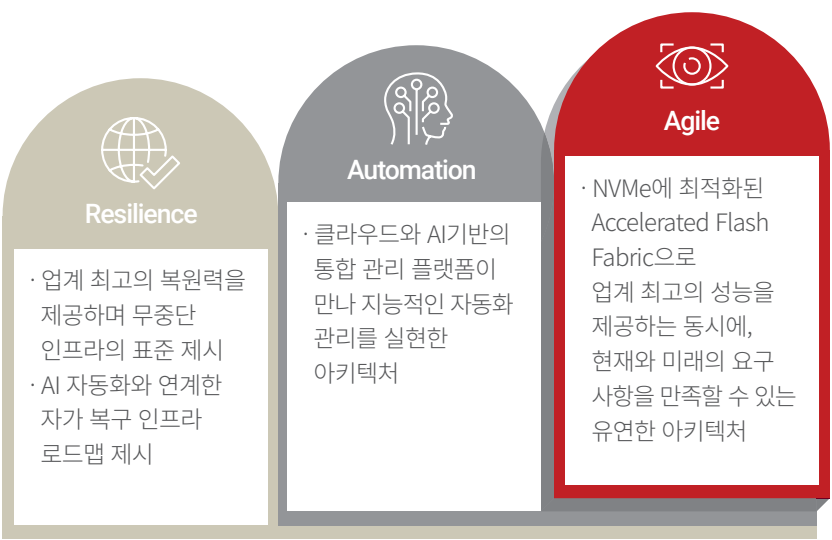 Resilience
· 업계 최고의 복원력을
제공하며 무중단
인프라의 표준 제시
· AI 자동화와 연계한
자가 복구 인프라
로드맵 제시
Automation
· 클라우드와 AI기반의
통합 관리 플랫폼이
만나 지능적인 자동화
관리를 실현한
아키텍처
Agile
· NVMe에 최적화된
Accelerated Flash
Fabric으로
업계 최고의 성능을
제공하는 동시에,
현재와 미래의 요구
사항을 만족할 수 있는
유연한 아키텍처